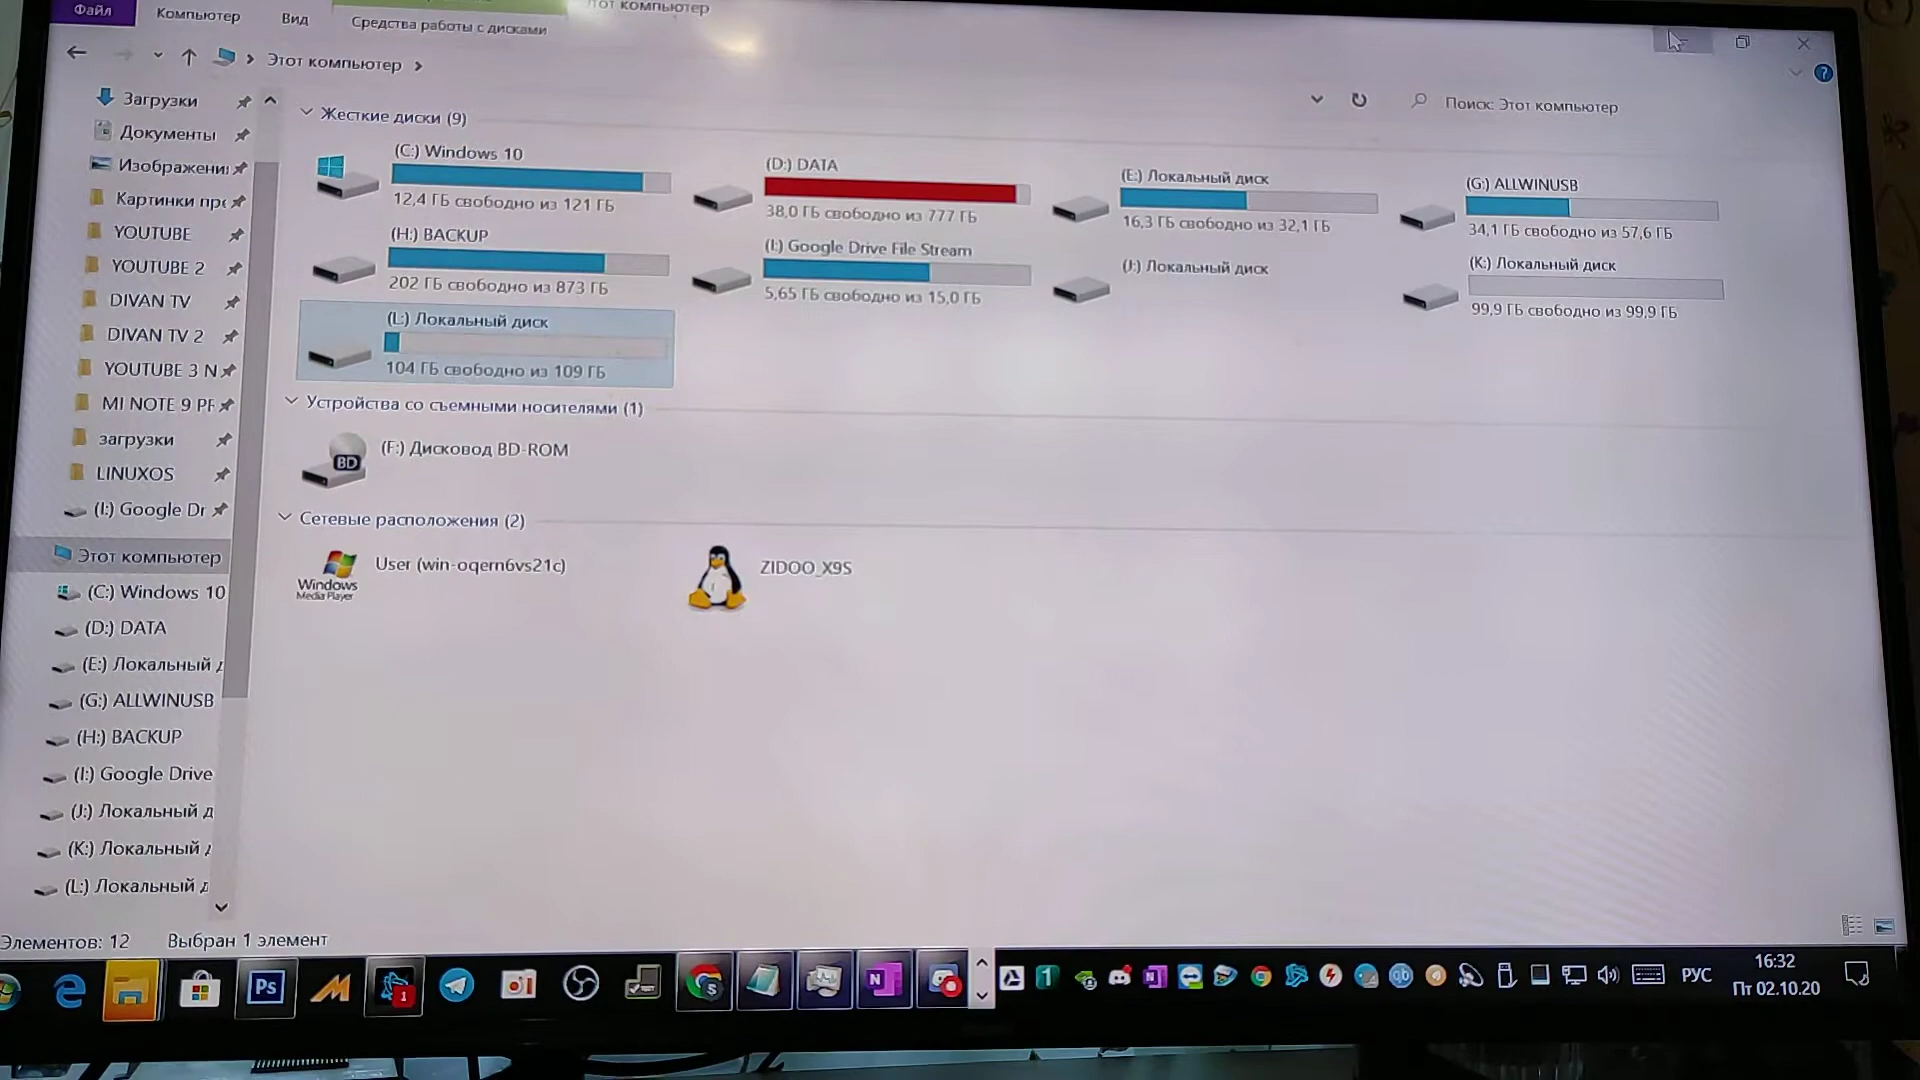 Файл
Компьютер
Вид
Средства работы с дисками
Этот компьютер
Этот компьютер
Поиск: Этот компьютер
Загрузки
Документы
Изображени
Картинки пр
YOUTUBE
YOUTUBE 2
DIVAN TV
DIVAN TV 2
YOUTUBE 3 N
MI NOTE 9 PF
загрузки
LINUXOS
(I:) Google Dr
Этот компьютер
(C:) Windows 10
(D:) DATA
(E:) Локальный д
(G:) ALLWINUSB
(H:) BACKUP
(I:) Google Drive
(J:) Локальный д
(K:) Локальный д
(L:) Локальный д
Жесткие диски (9)
(C:) Windows 10
12,4 ГБ свободно из 121 ГБ
(D:) DATA
38,0 ГБ свободно из 777 ГБ
(E:) Локальный диск
16,3 ГБ свободно из 32,1 ГБ
(G:) ALLWINUSB
34,1 ГБ свободно из 57,6 ГБ
(H:) BACKUP
202 ГБ свободно из 873 ГБ
(I:) Google Drive File Stream
5,65 ГБ свободно из 15,0 ГБ
(J:) Локальный диск
(K:) Локальный диск
99,9 ГБ свободно из 99,9 ГБ
(L:) Локальный диск
104 ГБ свободно из 109 ГБ
Устройства со съемными носителями (1)
BD
(F:) Дисковод BD-ROM
Сетевые расположения (2)
Windows
Media Player
User (win-oqern6vs21c)
ZIDOO_X9S
Элементов: 12
Выбран 1 элемент
Ps
1
S
N
1
N
qb
РУС
16:32
Пт 02.10.20